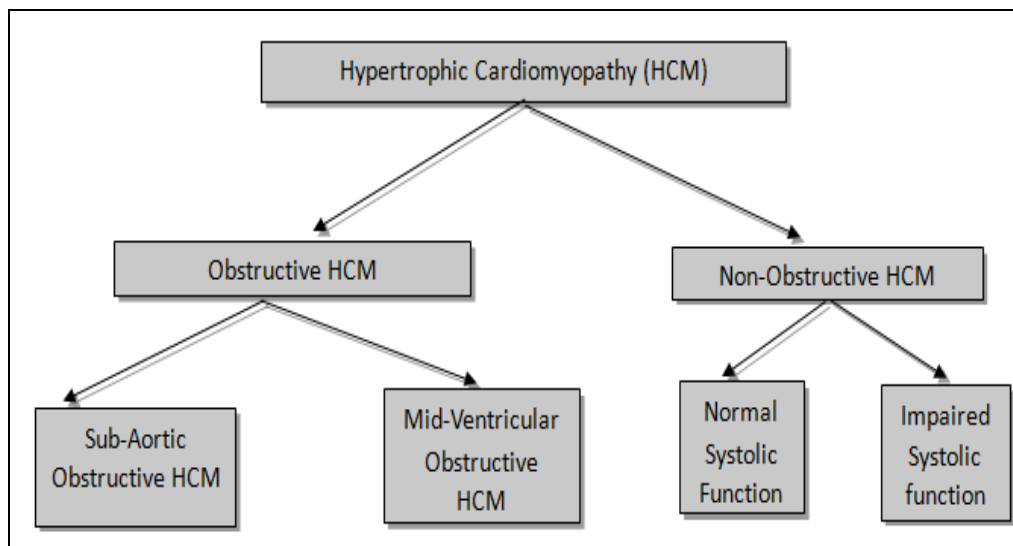 Hypertrophic Cardiomyopathy (HCM)
Obstructive HCM
Non-Obstructive HCM
Sub-Aortic
Obstructive HCM
Mid-Ventricular
Obstructive
HCM
Normal
Systolic
Function
Impaired
Systolic
function